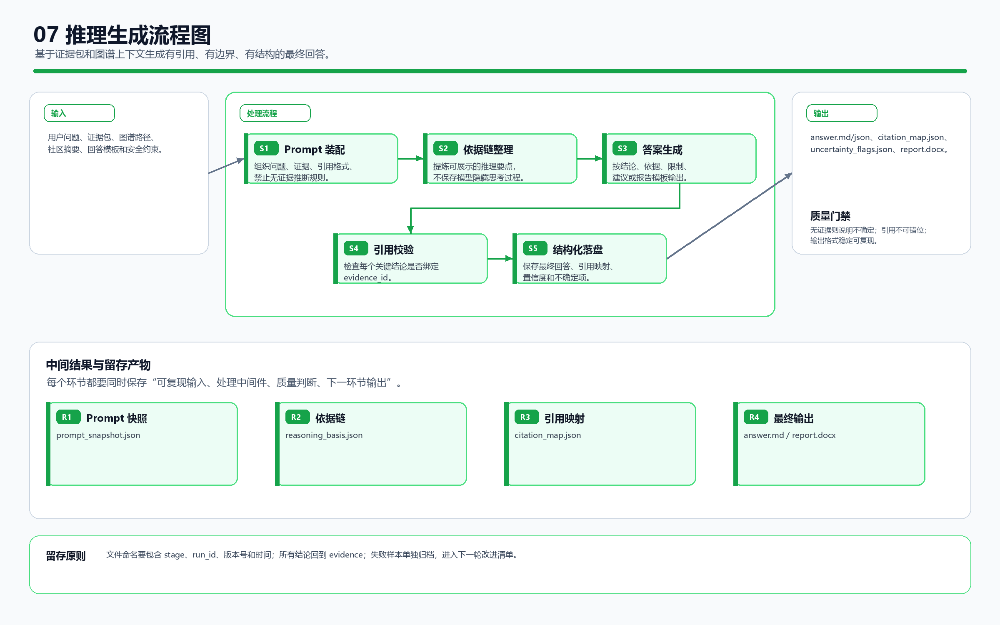 07 推理生成流程图
基于证据包和图谱上下文生成有引用、有边界、有结构的最终回答。
输入
用户问题、证据包、图谱路径、
社区摘要、回答模板和安全约束。
处理流程
S1 Prompt 装配
组织问题、证据、引用格式、
禁止无证据推断规则。
S2 依据链整理
提炼可展示的推理要点，
不保存模型隐藏思考过程。
S3 答案生成
按结论、依据、限制、
建议或报告模板输出。
S4 引用校验
检查每个关键结论是否绑定
evidence_id。
S5 结构化落盘
保存最终回答、引用映射、
置信度和不确定项。
输出
answer.md/json、citation_map.json、
uncertainty_flags.json、report.docx。
质量门禁
无证据则说明不确定；引用不可错位；
输出格式稳定可复现。
中间结果与留存产物
每个环节都要同时保存“可复现输入、处理中间件、质量判断、下一环节输出”。
R1 Prompt 快照
prompt_snapshot.json
R2 依据链
reasoning_basis.json
R3 引用映射
citation_map.json
R4 最终输出
answer.md / report.docx
留存原则
文件命名要包含 stage、run_id、版本号和时间；所有结论回到 evidence；失败样本单独归档，进入下一轮改进清单。